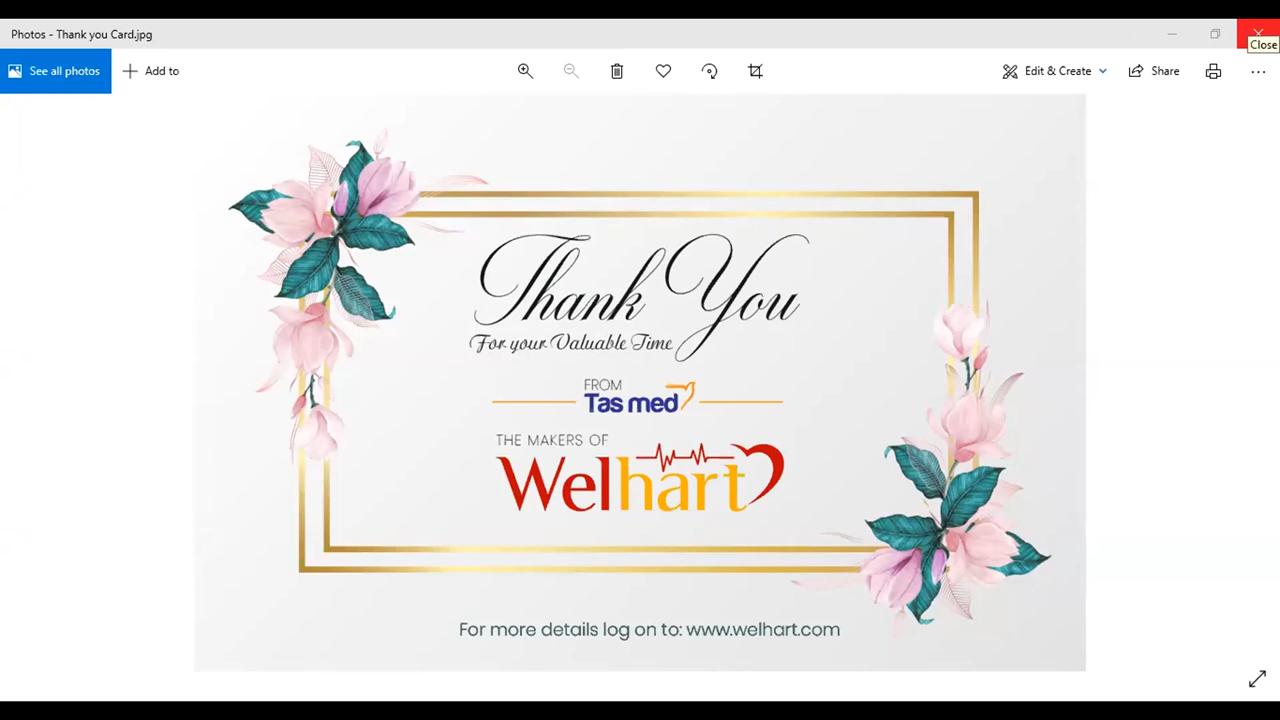 Photos - Thank you Card.jpg
Close
See all photos
Add to
Edit & Create
Share
Thank You
For your Valuable Time
FROM
Tas med
THE MAKERS OF
Welhart
For more details log on to: www.welhart.com